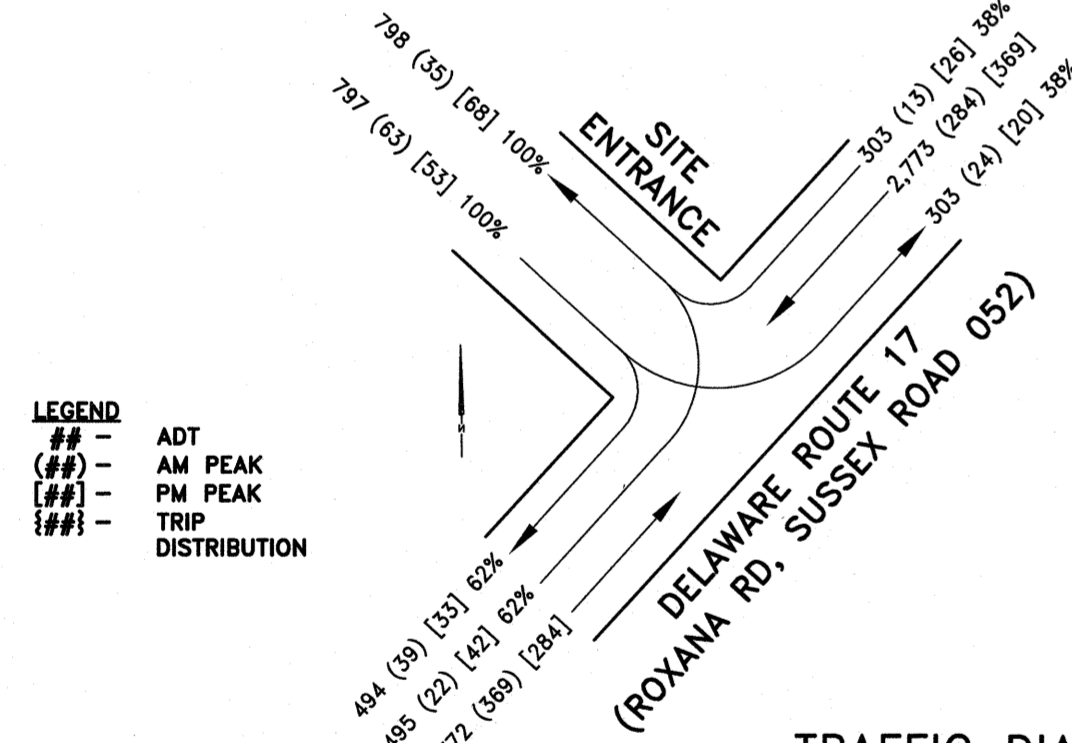 798 (35) [68] 100%
797 (63) [53] 100%
SITE
ENTRANCE
303 (13) [26] 38%
2,773 (284) [369]
303 (24) [20] 38%
LEGEND
## – ADT
(##) – AM PEAK
[##] – PM PEAK
{##} – TRIP
DISTRIBUTION
N
494 (39) [33] 62%
495 (22) [42] 62%
(369) [284]
DELAWARE ROUTE 17
(ROXANA RD, SUSSEX ROAD 052)
TRAFFIC